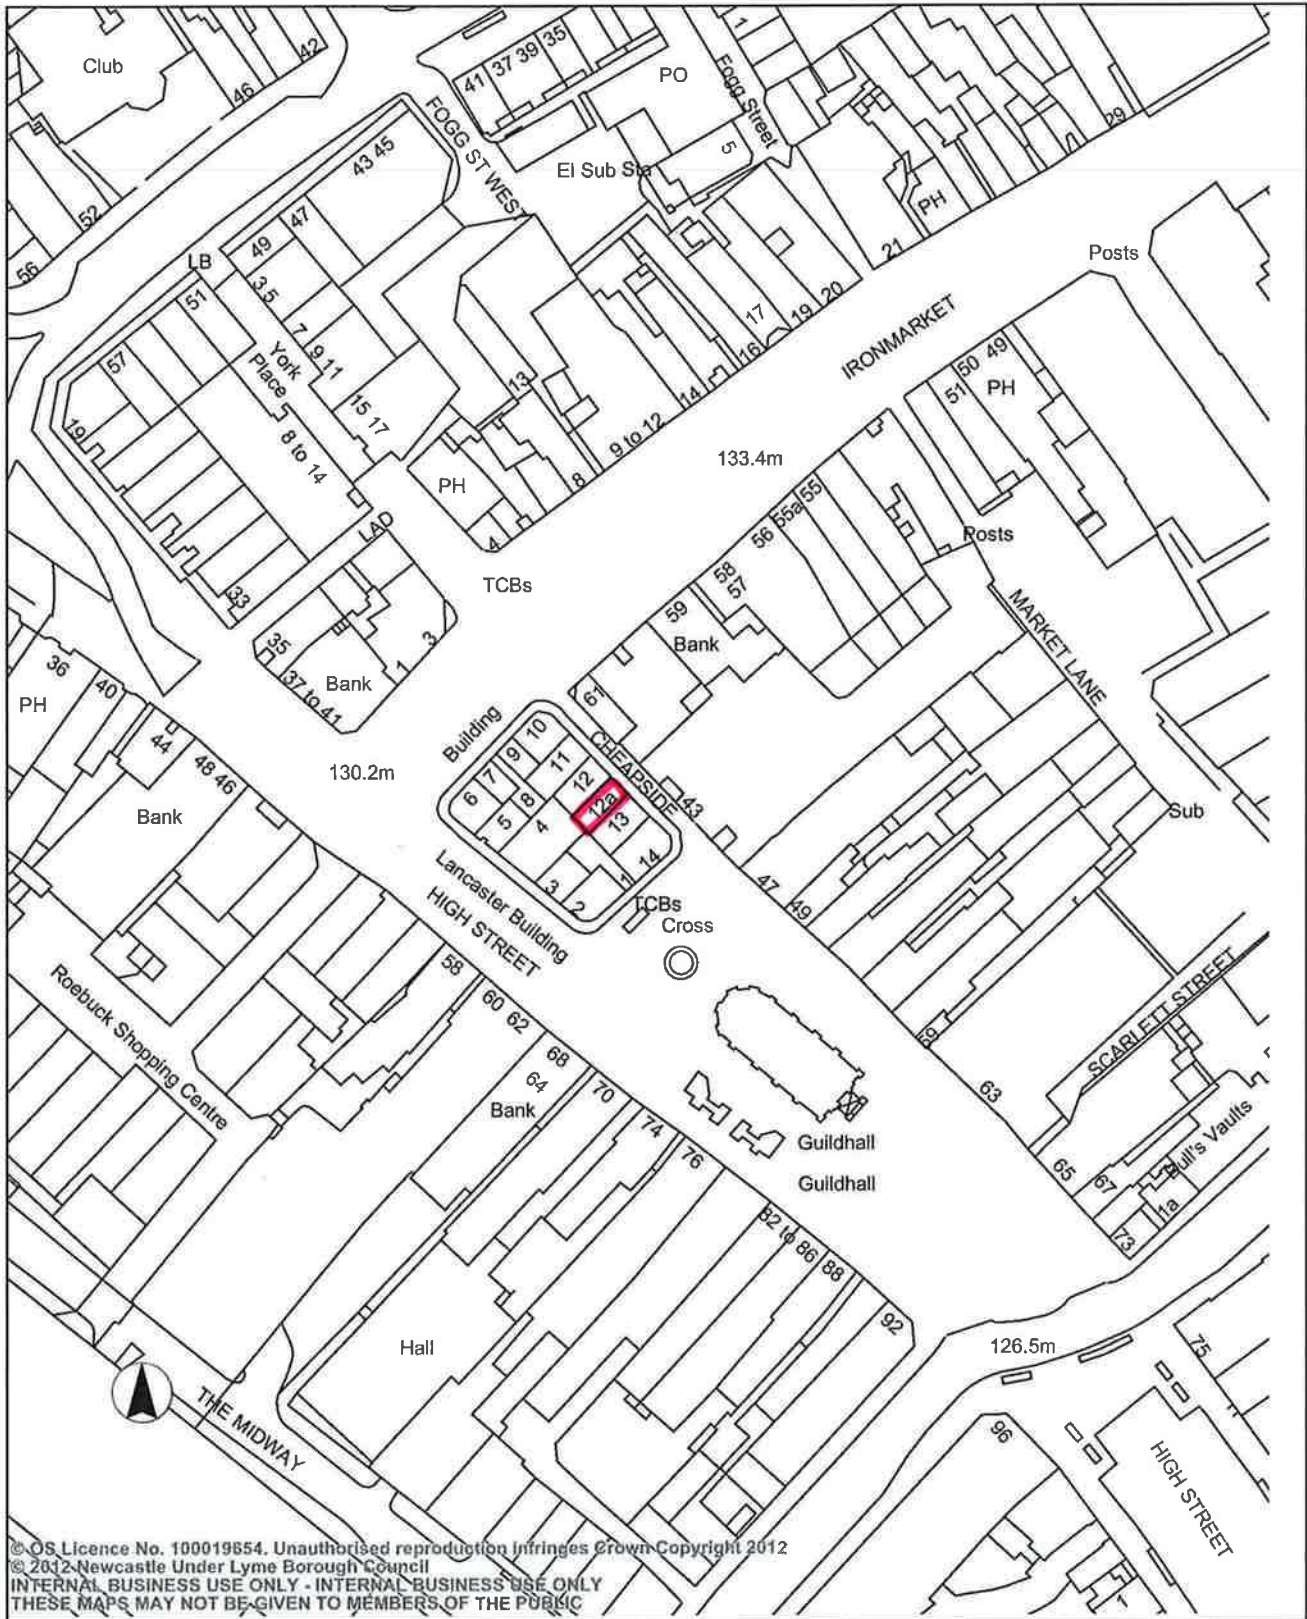 Club
42
46
52
56
41 37 39 35
PO
1
Fogg Street
5
29
FOGG ST WEST
43 45
El Sub Sta
PH
21
47
49
LB
3.5
51
7
9 11
York
Place
57
15 17
19
8 to 14
13
PH
4
8
9 to 12
14
16
17
19
20
IRONMARKET
Posts
133.4m
49
50
51
PH
55
55a
56
58
57
59
Bank
Posts
MARKET LANE
LAD
TCBs
33
35
37 to 41
Bank
1
3
36
40
PH
44
48 46
Bank
130.2m
61
Building
10
9
7
6
11
8
5
12
4
12a
13
14
3
2
1
CHEAPSIDE
43
Sub
47
49
TCBs
Cross
Lancaster Building
HIGH STREET
58
60 62
68
64
70
Bank
74
76
Roebuck Shopping Centre
59
SCARLETT STREET
63
65
67
73
1a
Guildhall
Guildhall
82 to 86
88
92
Hall
126.5m
75
96
THE MIDWAY
HIGH STREET
1
© OS Licence No. 100019654. Unauthorised reproduction infringes Crown Copyright 2012
© 2012 Newcastle Under Lyme Borough Council
INTERNAL BUSINESS USE ONLY - INTERNAL BUSINESS USE ONLY
THESE MAPS MAY NOT BE GIVEN TO MEMBERS OF THE PUBLIC